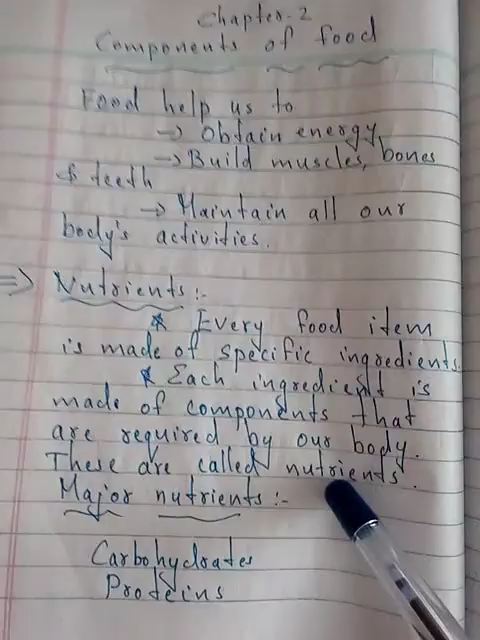 Chapter-2
Components of food
Food help us to
→ Obtain energy,
→ Build muscles, bones
& teeth
→ Maintain all our
body's activities.
⇒ Nutrients :-
* Every food item
is made of specific ingredients.
* Each ingredient is
made of components that
are required by our body.
These are called nutrients.
Major nutrients :-
Carbohydrates
Proteins